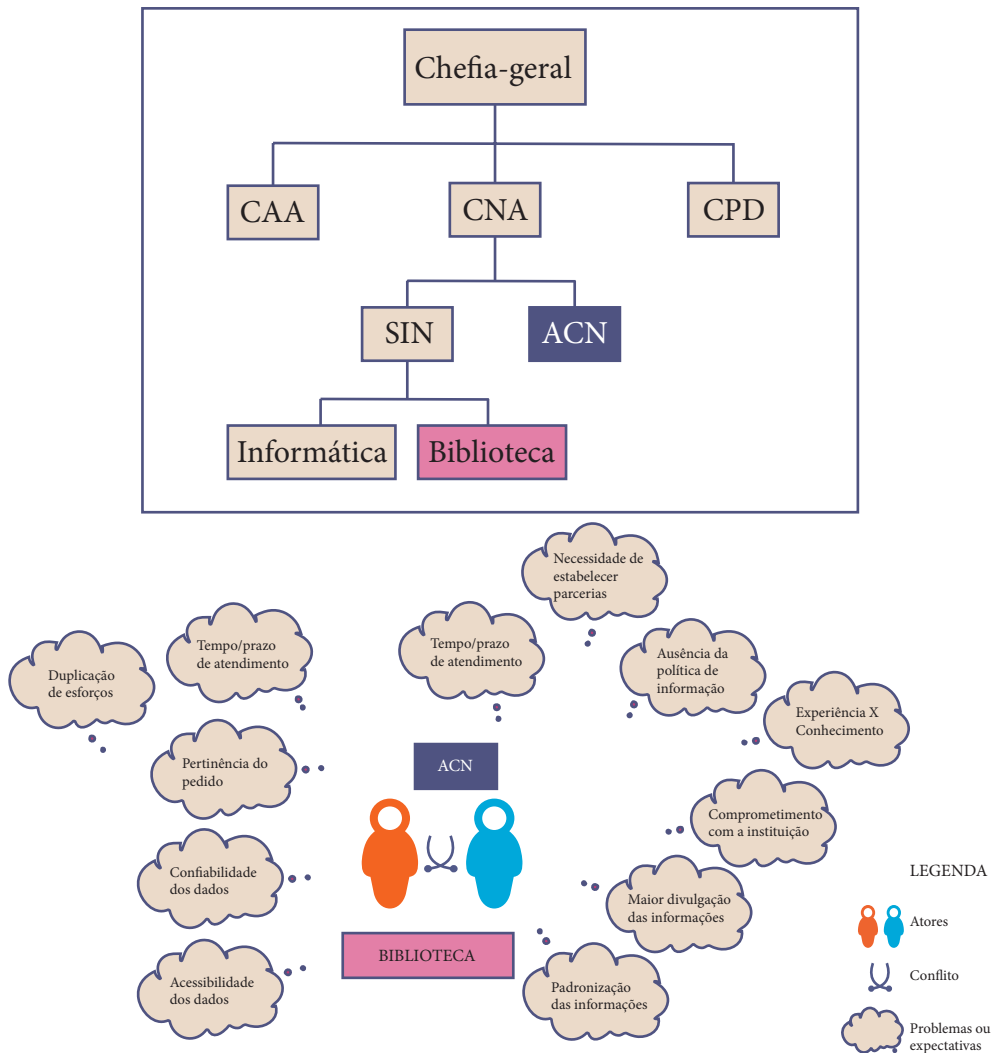 Chefia-geral
CAA
CNA
CPD
SIN
ACN
Informática
Biblioteca
Necessidade de
estabelecer
parcerias
Tempo/prazo
de atendimento
Tempo/prazo
de atendimento
Duplicação
de esforços
Ausência da
política de
informação
Experiência X
Conhecimento
Pertinência do
pedido
ACN
Comprometimento
com a instituição
Confiabilidade
dos dados
Maior divulgação
das informações
BIBLIOTECA
Acessibilidade
dos dados
Padronização
das informações
LEGENDA
Atores
Conflito
Problemas ou
expectativas